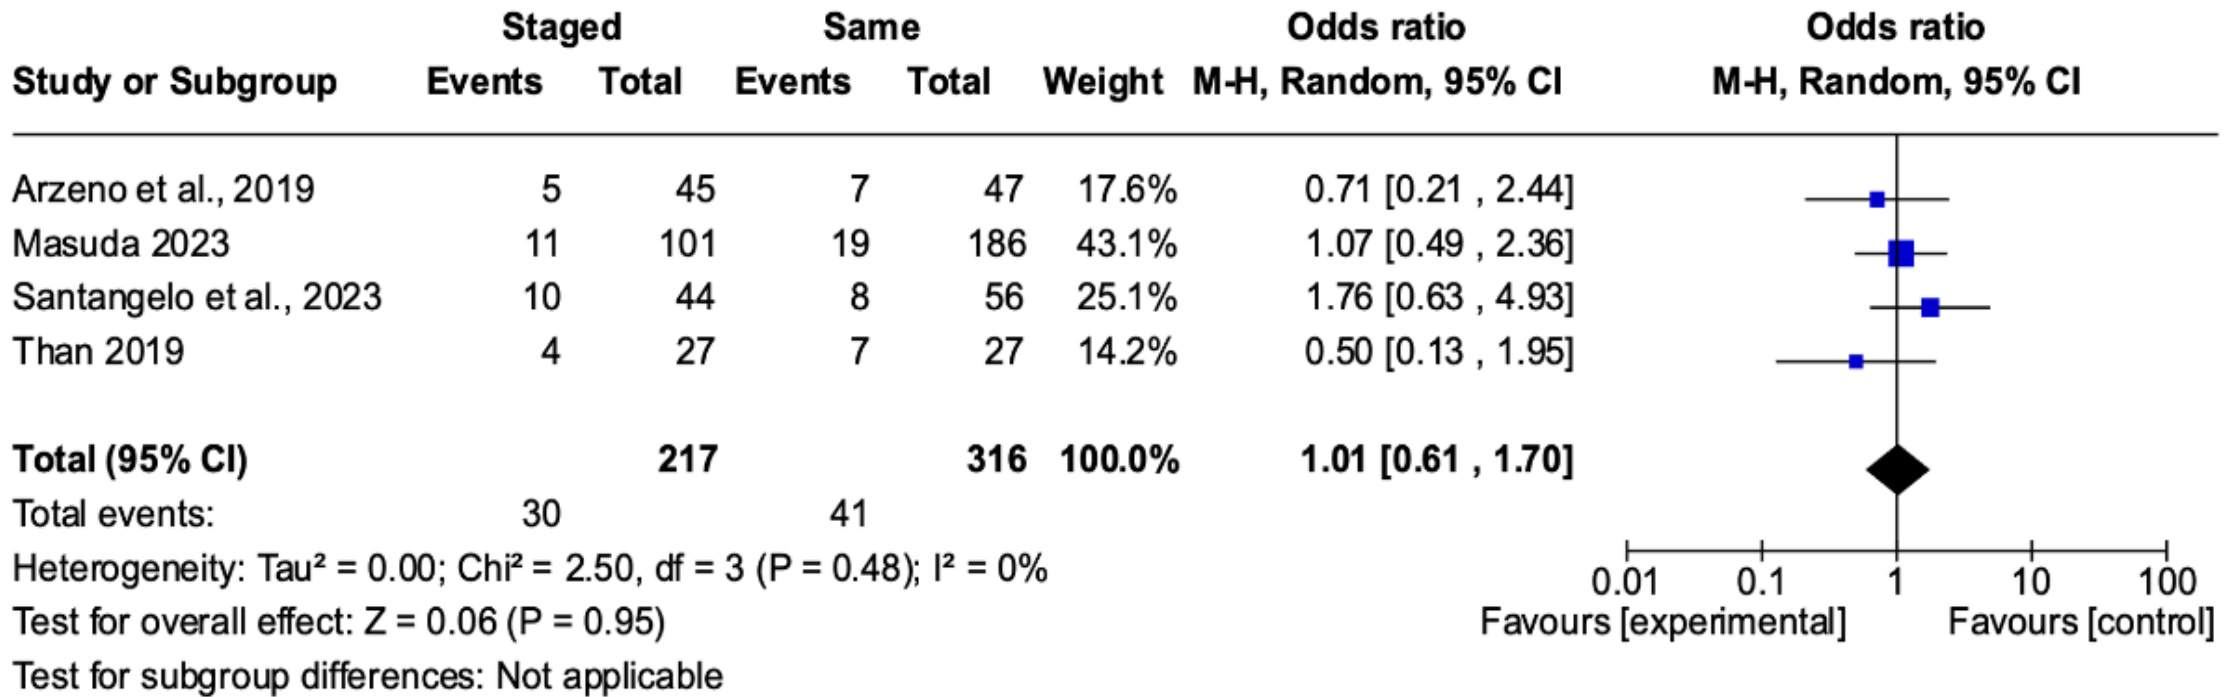 Staged Same Odds ratio Odds ratio
Study or Subgroup Events Total Events Total Weight M-H, Random, 95% CI M-H, Random, 95% CI
Arzeno et al., 2019 5 45 7 47 17.6% 0.71 [0.21 , 2.44]
Masuda 2023 11 101 19 186 43.1% 1.07 [0.49 , 2.36]
Santangelo et al., 2023 10 44 8 56 25.1% 1.76 [0.63 , 4.93]
Than 2019 4 27 7 27 14.2% 0.50 [0.13 , 1.95]
Total (95% CI) 217 316 100.0% 1.01 [0.61 , 1.70]
Total events: 30 41
Heterogeneity: Tau² = 0.00; Chi² = 2.50, df = 3 (P = 0.48); I² = 0%
0.01 0.1 1 10 100
Test for overall effect: Z = 0.06 (P = 0.95) Favours [experimental] Favours [control]
Test for subgroup differences: Not applicable